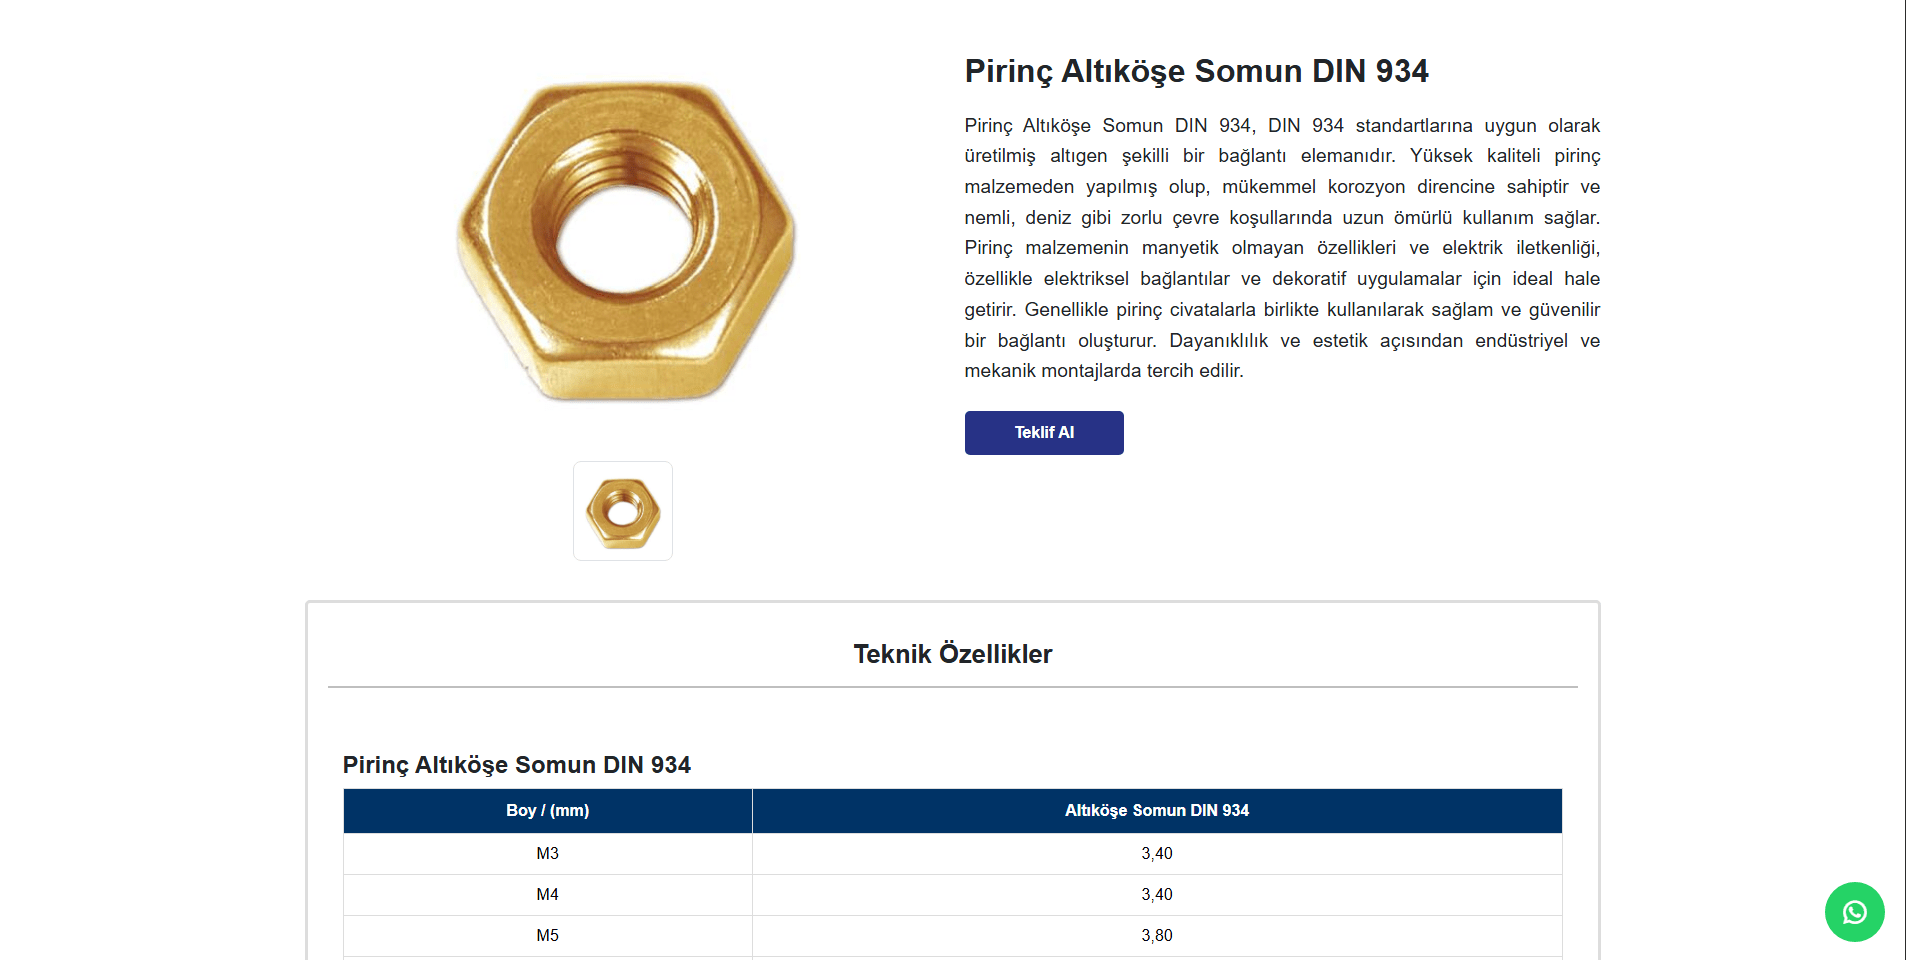 Pirinç Altıköşe Somun DIN 934
Pirinç Altıköşe Somun DIN 934, DIN 934 standartlarına uygun olarak
üretilmiş altıgen şekilli bir bağlantı elemanıdır. Yüksek kaliteli pirinç
malzemeden yapılmış olup, mükemmel korozyon direncine sahiptir ve
nemli, deniz gibi zorlu çevre koşullarında uzun ömürlü kullanım sağlar.
Pirinç malzemenin manyetik olmayan özellikleri ve elektrik iletkenliği,
özellikle elektriksel bağlantılar ve dekoratif uygulamalar için ideal hale
getirir. Genellikle pirinç civatalarla birlikte kullanılarak sağlam ve güvenilir
bir bağlantı oluşturur. Dayanıklılık ve estetik açısından endüstriyel ve
mekanik montajlarda tercih edilir.
Teklif Al
Teknik Özellikler
Pirinç Altıköşe Somun DIN 934
Boy / (mm) Altıköşe Somun DIN 934
M3 3,40
M4 3,40
M5 3,80